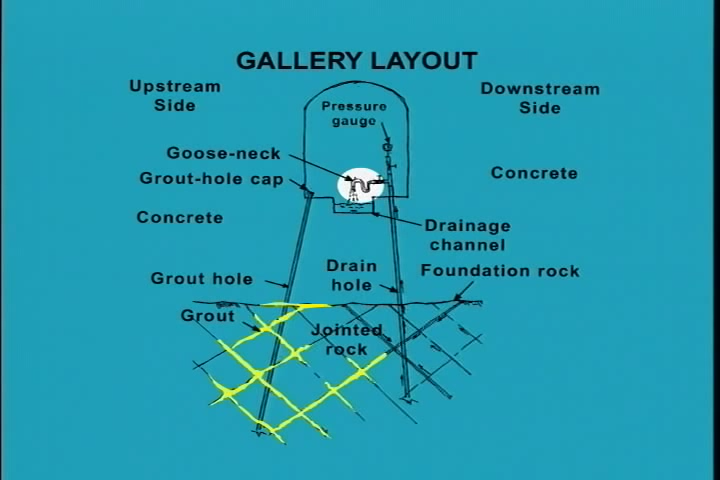 GALLERY LAYOUT
Upstream
Side
Downstream
Side
Pressure
gauge
Goose-neck
Grout-hole cap
Concrete
Concrete
Drainage
channel
Grout hole
Drain
hole
Foundation rock
Grout
Jointed
rock